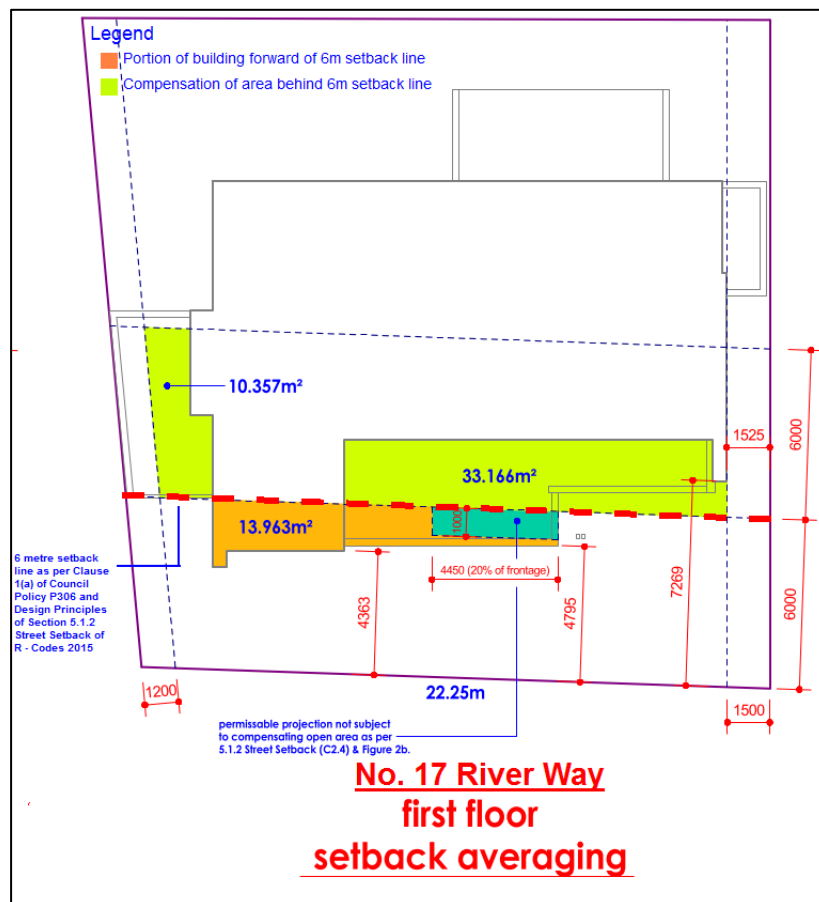 Legend
Portion of building forward of 6m setback line
Compensation of area behind 6m setback line
10.357m²
33.166m²
1525
6000
13.963m²
1000
6 metre setback
line as per Clause
1(a) of Council
Policy P306 and
Design Principles
of Section 5.1.2
Street Setback of
R - Codes 2015
4450 (20% of frontage)
4363
4795
7269
6000
1200
22.25m
1500
permissable projection not subject
to compensating open area as per
5.1.2 Street Setback (C2.4) & Figure 2b.
No. 17 River Way
first floor
setback averaging